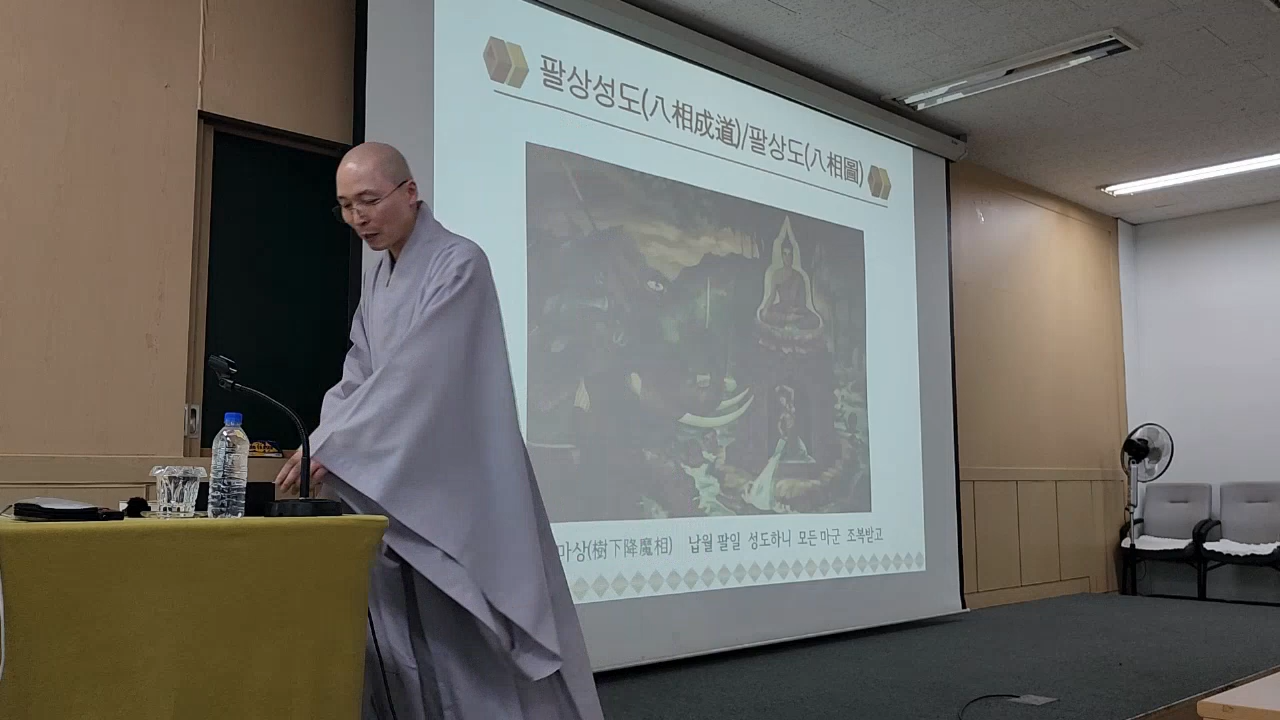 팔상성도(八相成道)/팔상도(八相圖)
마상(樹下降魔相) 납월 팔일 성도하니 모든 마군 조복받고